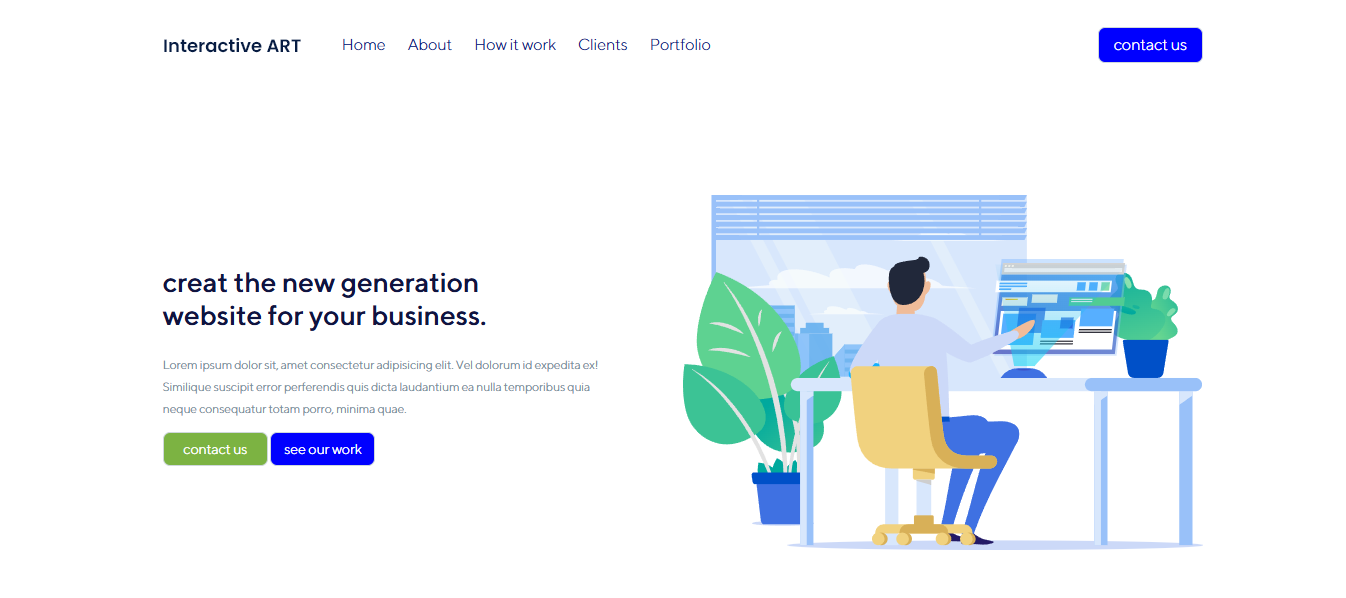 Interactive ART Home About How it work Clients Portfolio contact us
creat the new generation
website for your business.
Lorem ipsum dolor sit, amet consectetur adipisicing elit. Vel dolorum id expedita ex!
Similique suscipit error perferendis quis dicta laudantium ea nulla temporibus quia
neque consequatur totam porro, minima quae.
contact us see our work